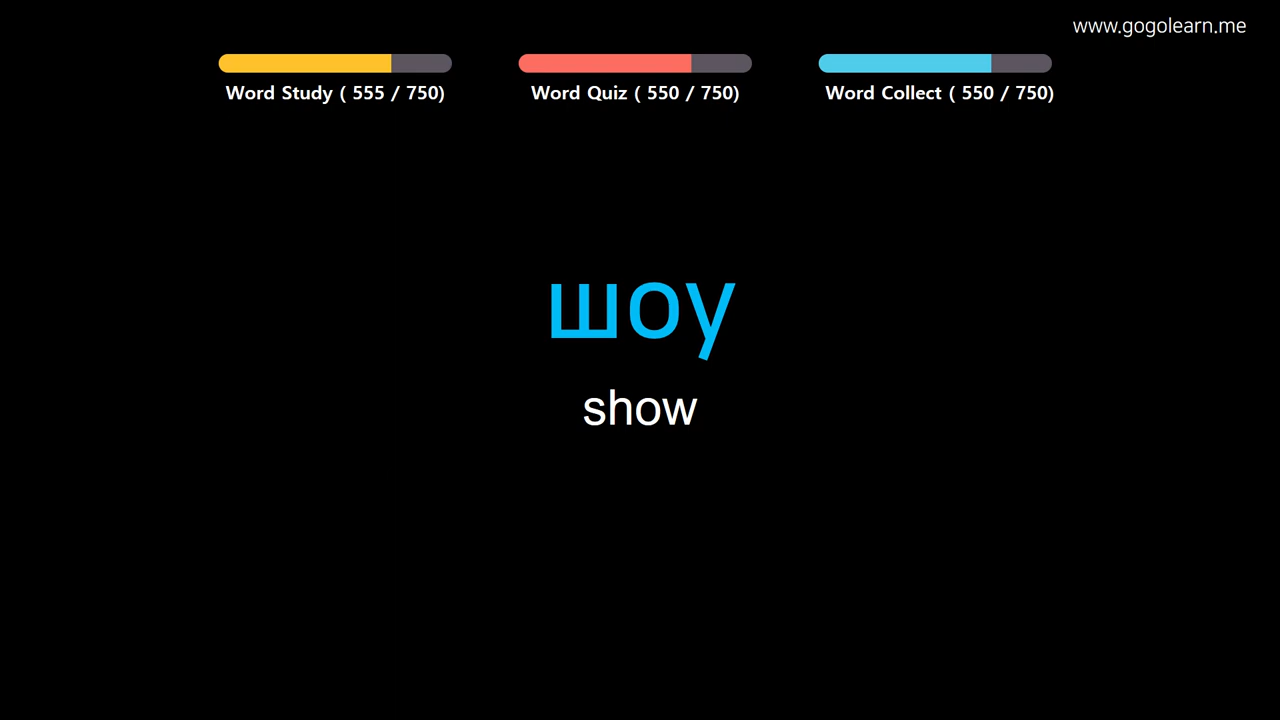 www.gogolearn.me
Word Study ( 555 / 750)
Word Quiz ( 550 / 750)
Word Collect ( 550 / 750)
шоу
show